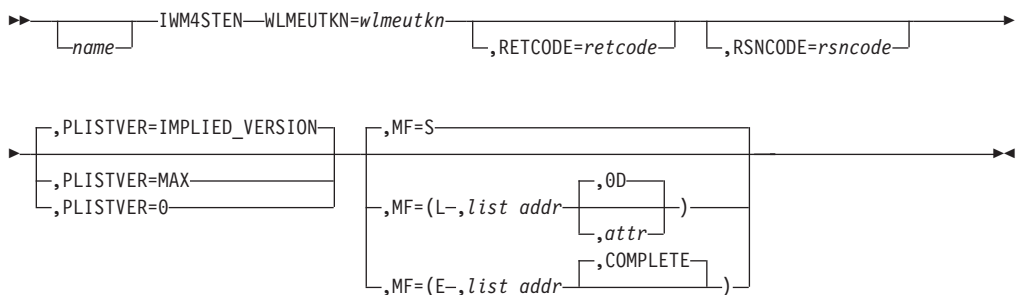 IWM4STEN WLMEUTKN=wlmeutkn
name ,RETCODE=retcode ,RSNCODE=rsncode
,PLISTVER=IMPLIED_VERSION ,MF=S
,PLISTVER=MAX ,0D
,PLISTVER=0 ,MF=(L ,list addr )
,attr
,COMPLETE
,MF=(E ,list addr )